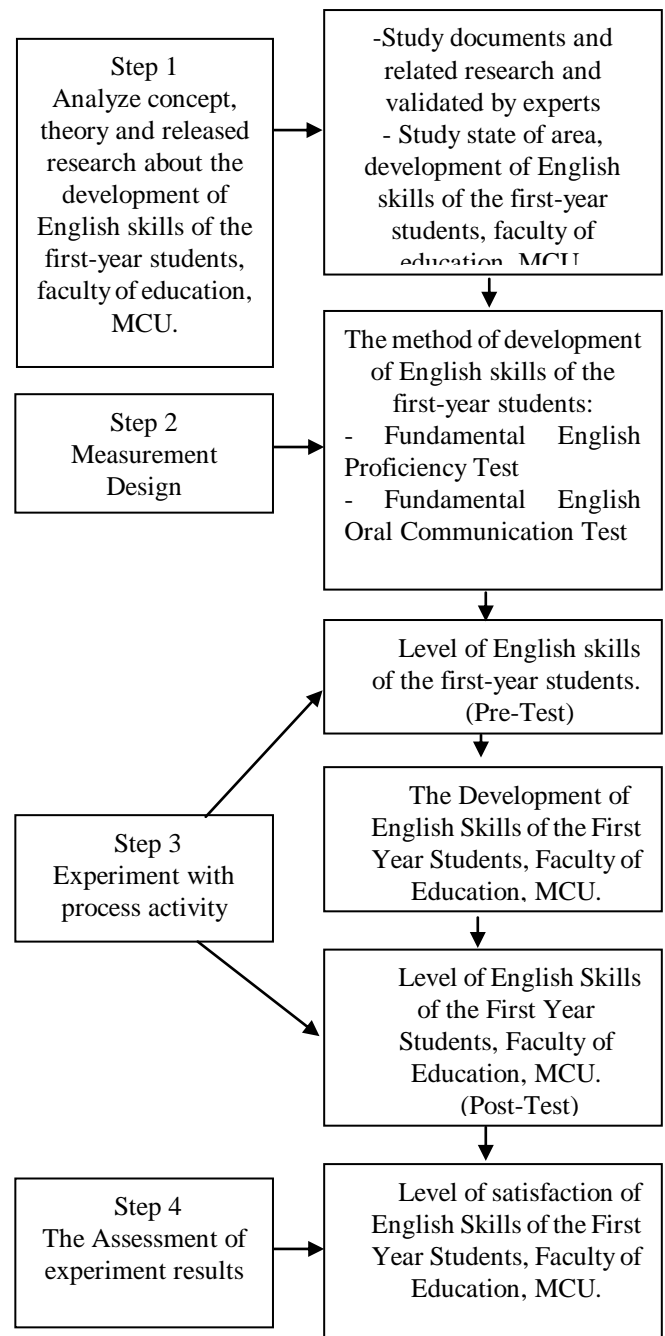 Step 1
Analyze concept,
theory and released
research about the
development of
English skills of the
first-year students,
faculty of education,
MCU.
-Study documents and
related research and
validated by experts
- Study state of area,
development of English
skills of the first-year
students, faculty of
education, MCU
Step 2
Measurement
Design
The method of development
of English skills of the
first-year students:
- Fundamental English
Proficiency Test
- Fundamental English
Oral Communication Test
Level of English skills
of the first-year students.
(Pre-Test)
Step 3
Experiment with
process activity
The Development of
English Skills of the First
Year Students, Faculty of
Education, MCU.
Level of English Skills
of the First Year
Students, Faculty of
Education, MCU.
(Post-Test)
Step 4
The Assessment of
experiment results
Level of satisfaction of
English Skills of the First
Year Students, Faculty of
Education, MCU.